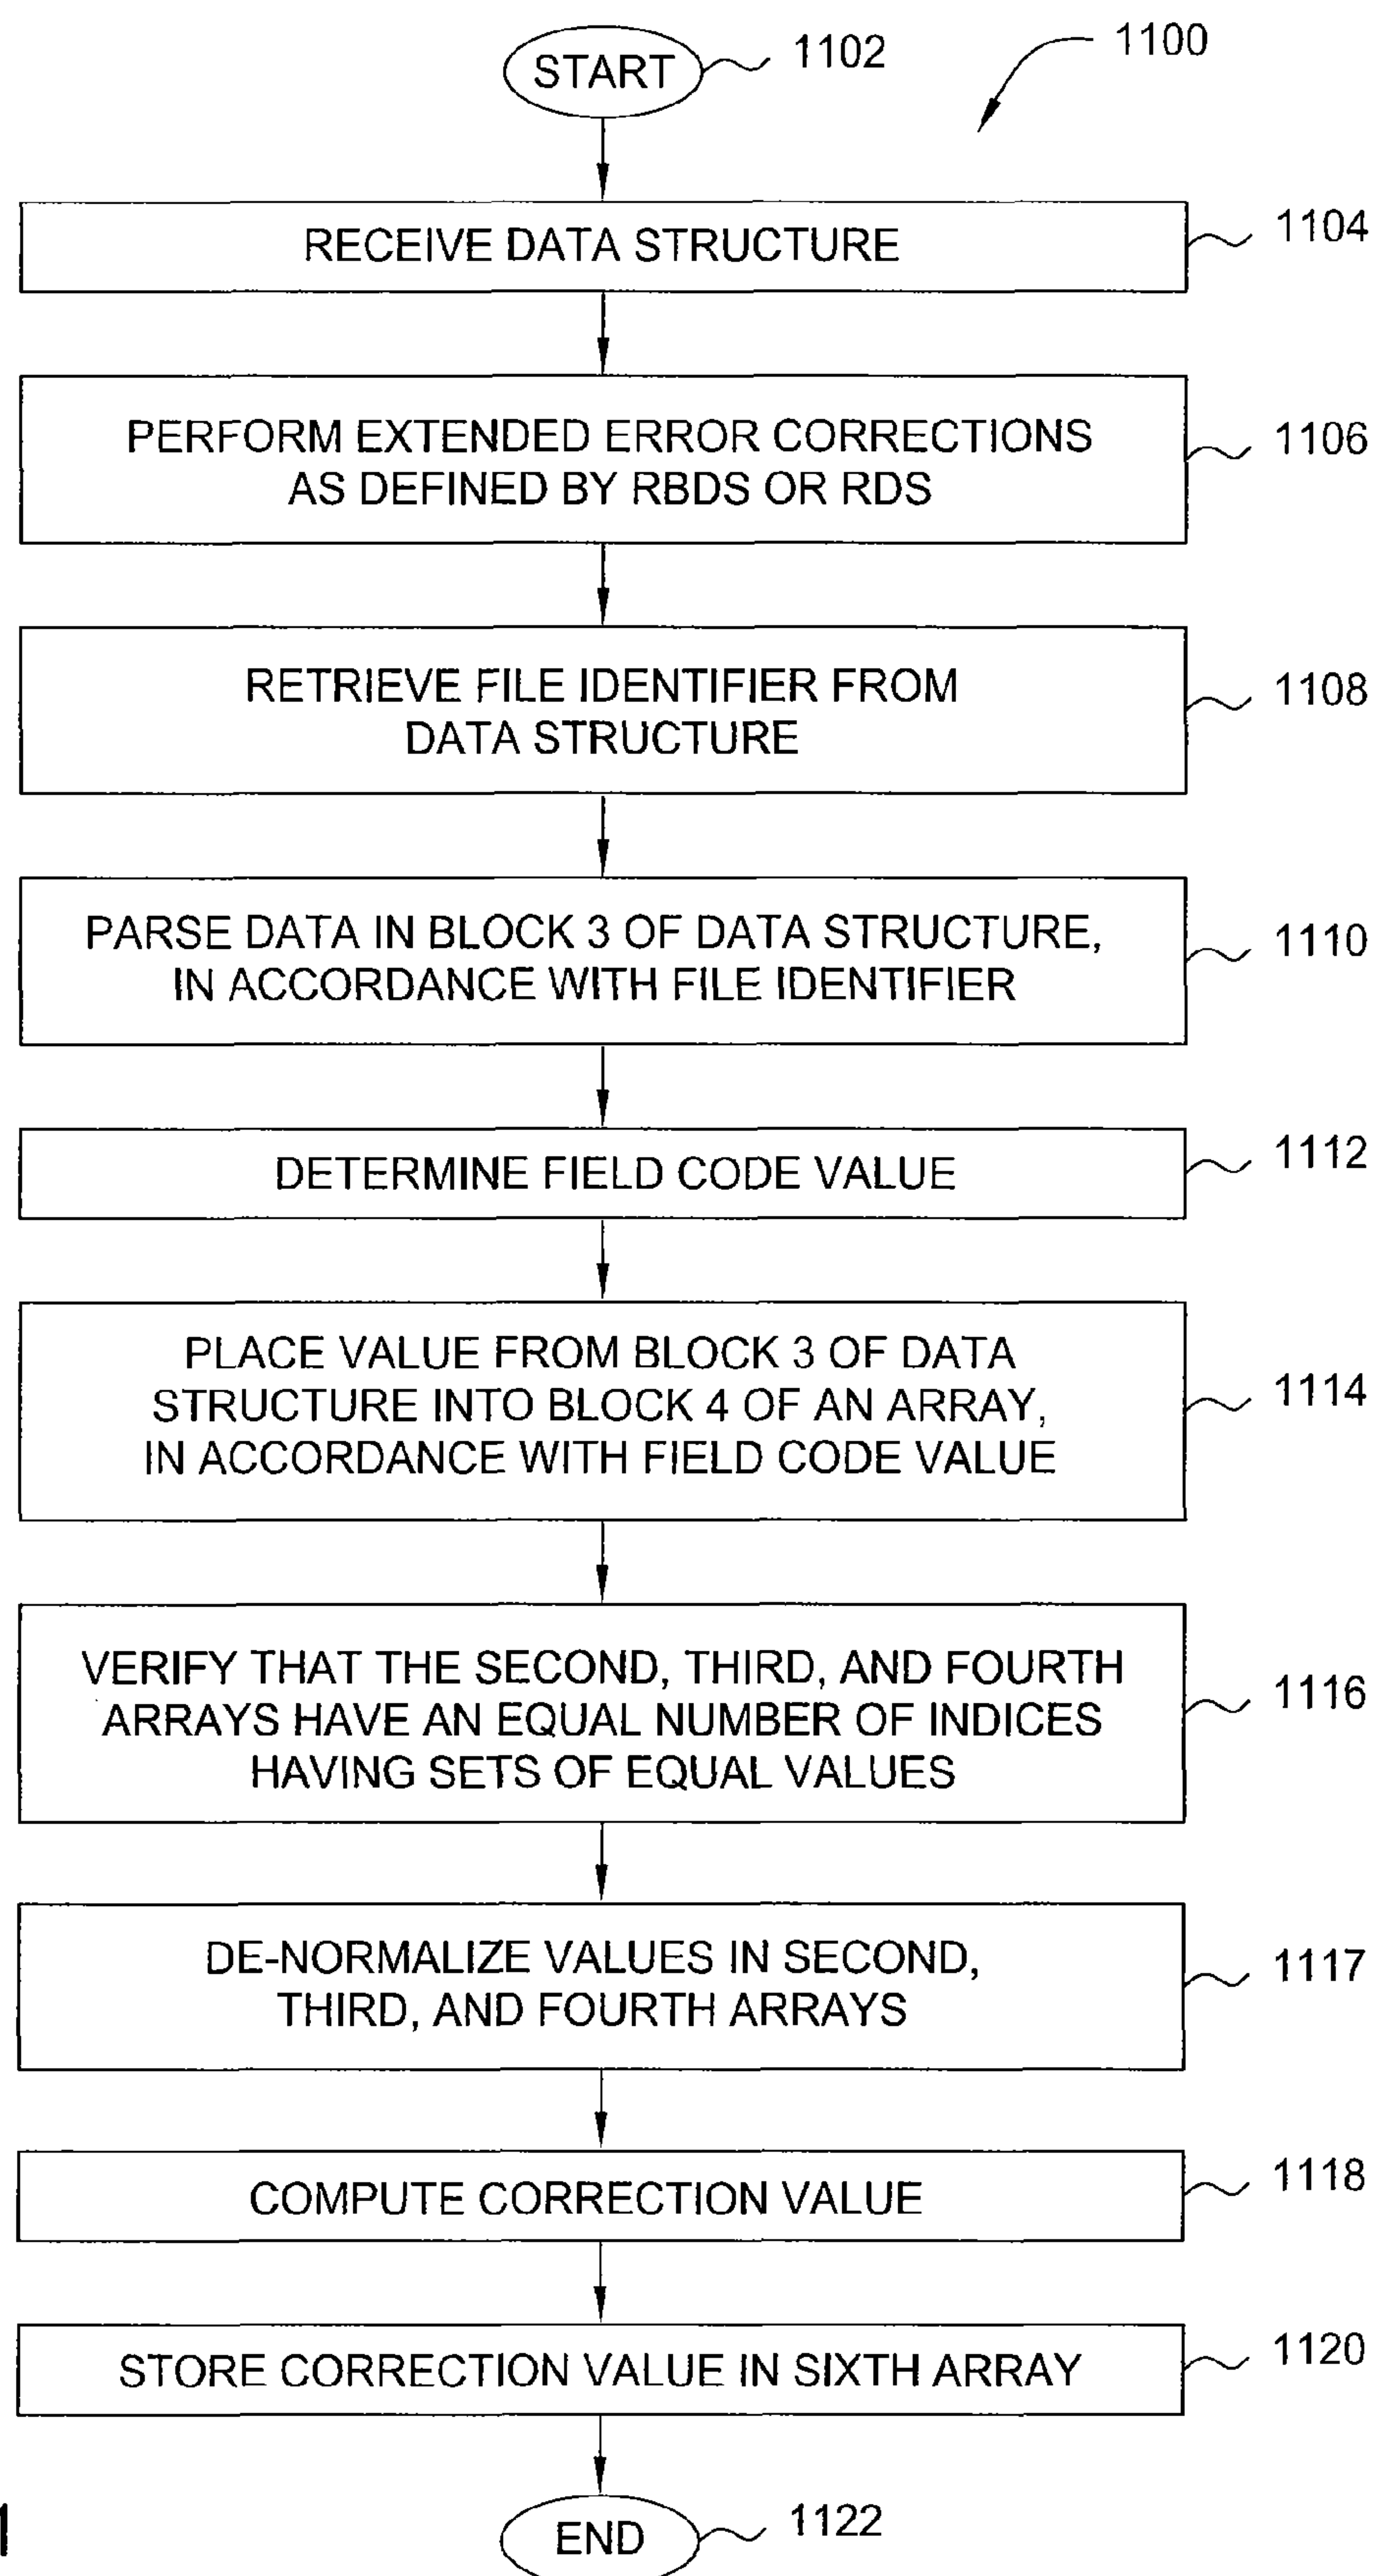 1100
START
1102
RECEIVE DATA STRUCTURE
1104
PERFORM EXTENDED ERROR CORRECTIONS
AS DEFINED BY RBDS OR RDS
1106
RETRIEVE FILE IDENTIFIER FROM
DATA STRUCTURE
1108
PARSE DATA IN BLOCK 3 OF DATA STRUCTURE,
IN ACCORDANCE WITH FILE IDENTIFIER
1110
DETERMINE FIELD CODE VALUE
1112
PLACE VALUE FROM BLOCK 3 OF DATA
STRUCTURE INTO BLOCK 4 OF AN ARRAY,
IN ACCORDANCE WITH FIELD CODE VALUE
1114
VERIFY THAT THE SECOND, THIRD, AND FOURTH
ARRAYS HAVE AN EQUAL NUMBER OF INDICES
HAVING SETS OF EQUAL VALUES
1116
DE-NORMALIZE VALUES IN SECOND,
THIRD, AND FOURTH ARRAYS
1117
COMPUTE CORRECTION VALUE
1118
STORE CORRECTION VALUE IN SIXTH ARRAY
1120
END
1122